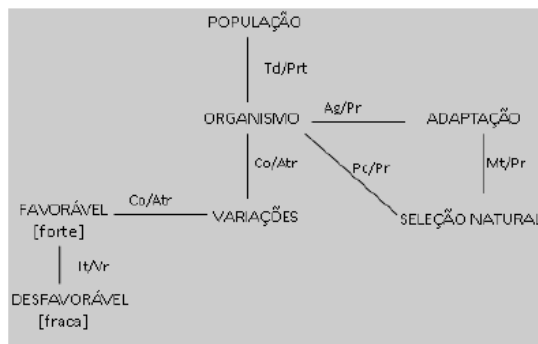 POPULAÇÃO
Td/Prt
ORGANISMO
Ag/Pr
ADAPTAÇÃO
Co/Atr
Pc/Pr
Mt/Pr
FAVORÁVEL
[forte]
Co/Atr
VARIAÇÕES
SELEÇÃO NATURAL
It/Vr
DESFAVORÁVEL
[fraca]